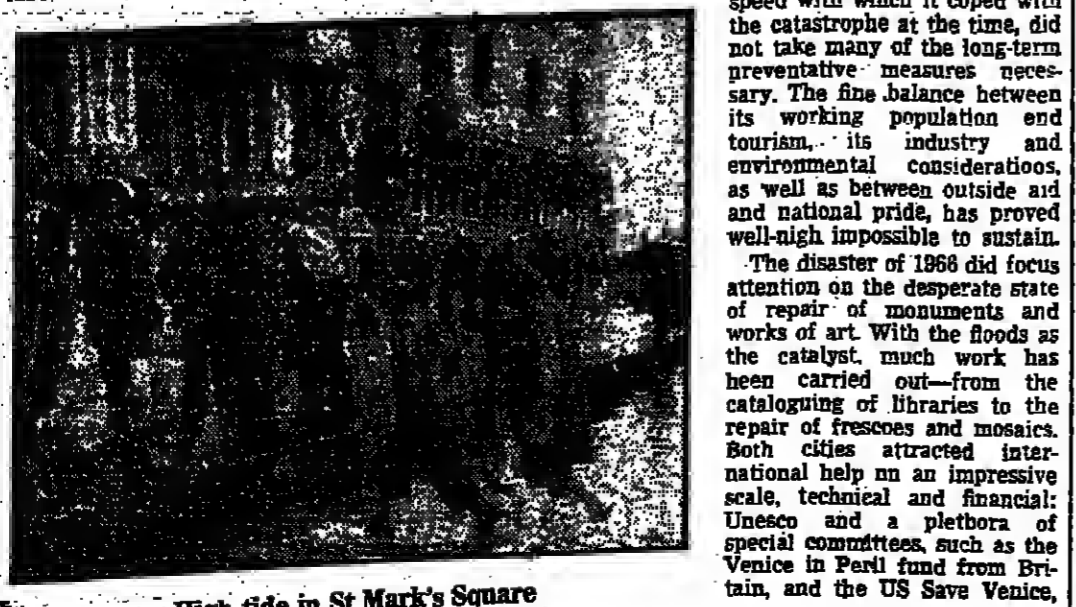 High tide in St Mark's Square
speed with which it coped with
the catastrophe at the time, did
not take many of the long-term
preventative measures neces-
sary. The fine balance between
its working population end
tourism, its industry and
environmental consideratioos,
as well as between outside aid
and national pride, has proved
well-nigh impossible to sustain.
The disaster of 1966 did focus
attention on the desperate state
of repair of monuments and
works of art. With the floods as
the catalyst, much work has
heen carried out—from the
cataloguing of libraries to the
repair of frescoes and mosaics.
Both cities attracted inter-
national help nn an impressive
scale, technical and financial:
Unesco and a pletbora of
special committees, such as the
Venice in Peril fund from Bri-
tain, and the US Save Venice,